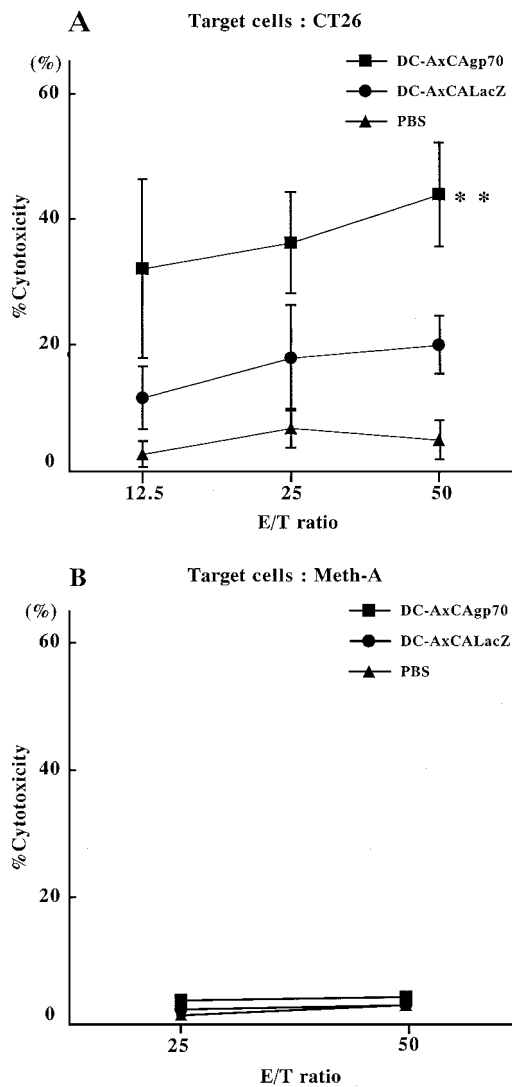 A
Target cells : CT26
(%)
DC-AxCAgp70
DC-AxCALacZ
PBS
60
40
20
0
%Cytotoxicity
* *
12.5 25 50
E/T ratio
B
Target cells : Meth-A
(%)
DC-AxCAgp70
DC-AxCALacZ
PBS
60
40
20
0
%Cytotoxicity
25 50
E/T ratio